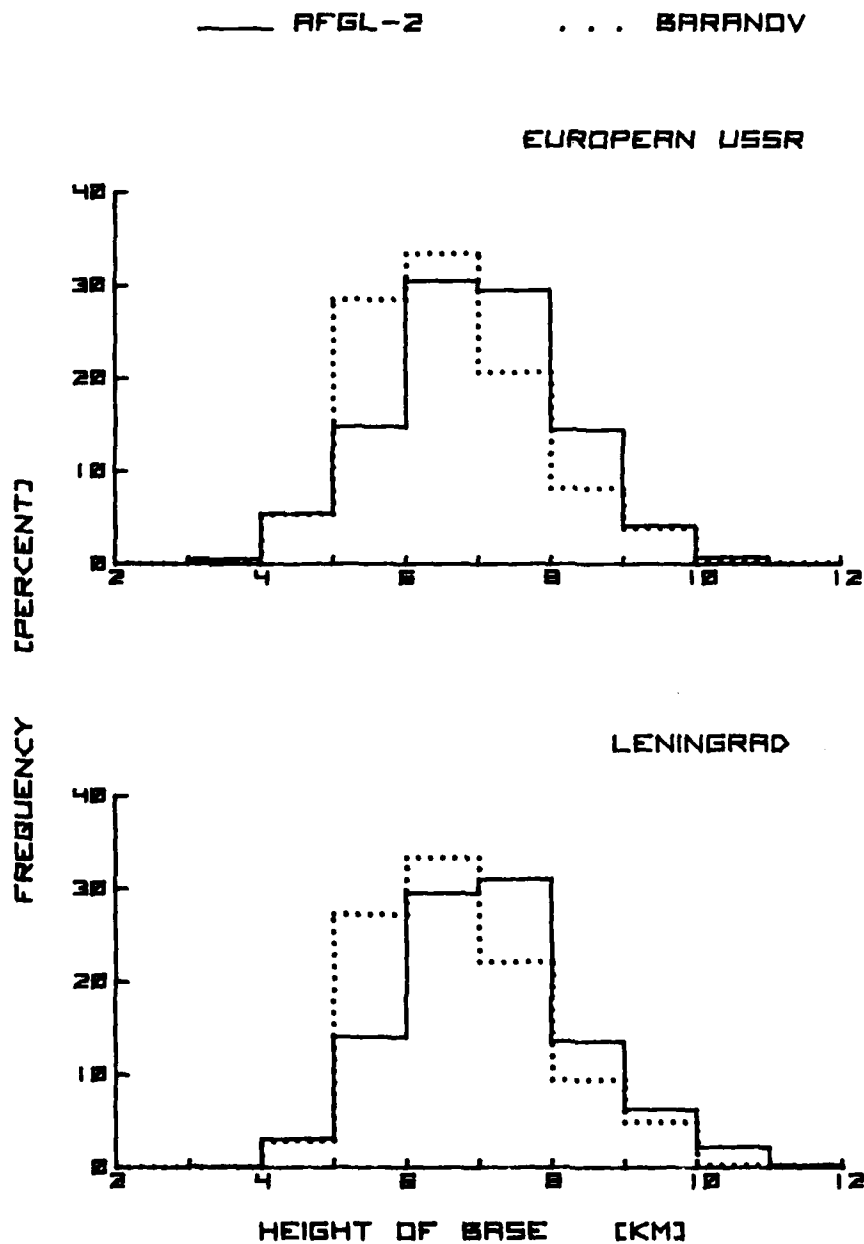 AFGL-2
. . . BARANOV
EUROPEAN USSR
40
30
20
10
0
2 4 6 8 10 12
LENINGRAD
40
30
20
10
0
2 4 6 8 10 12
FREQUENCY [PERCENT]
HEIGHT OF BASE [KM]